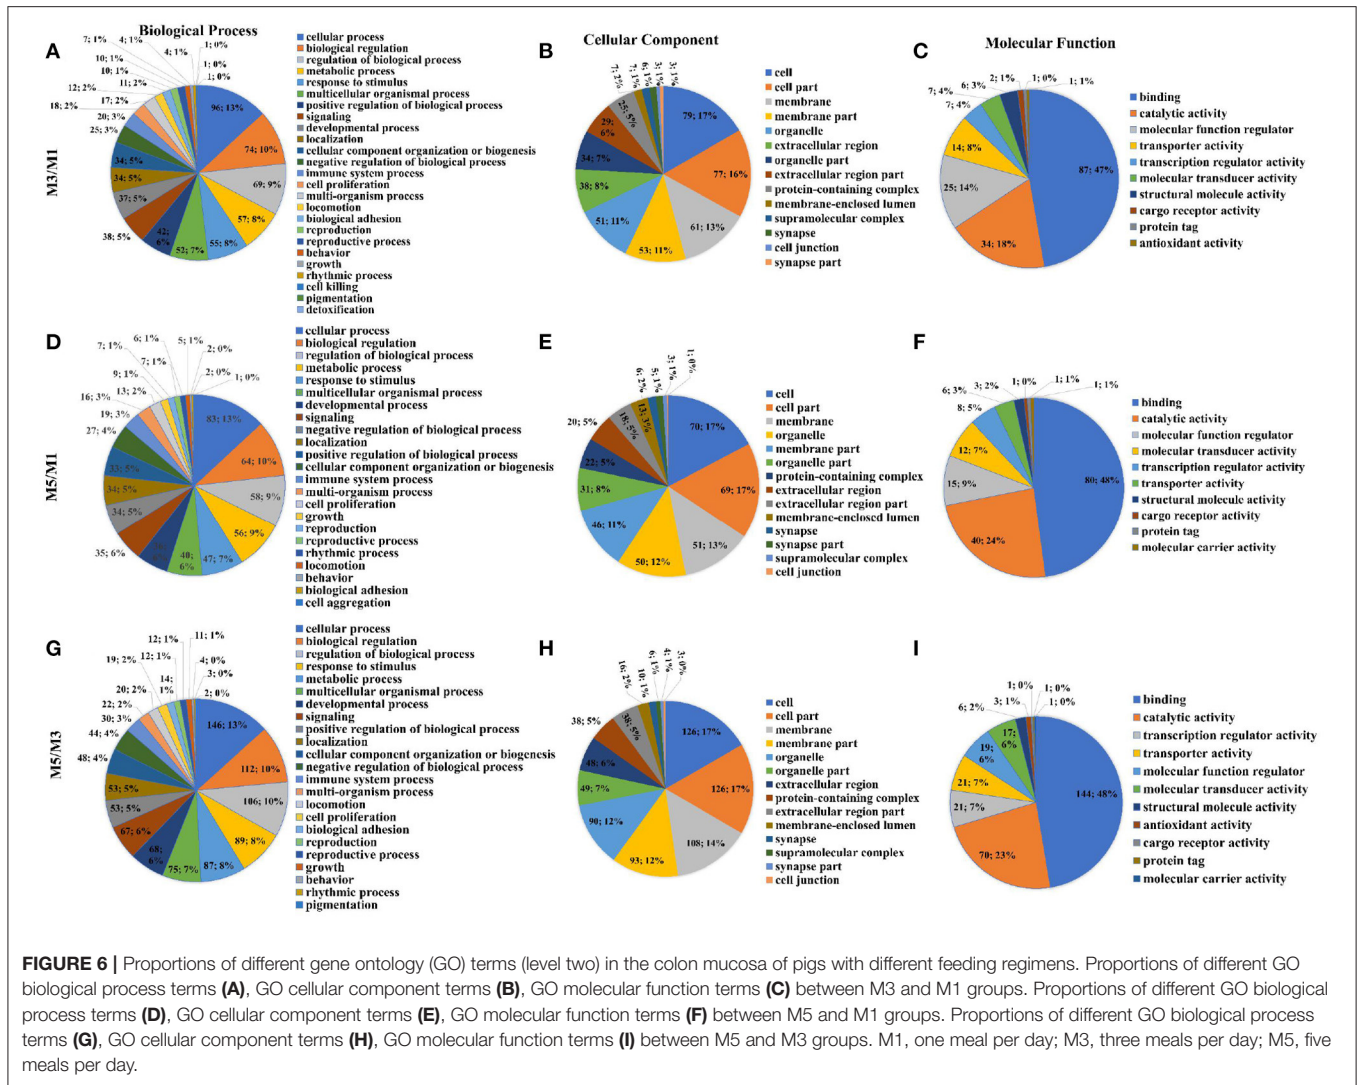 Biological Process
Cellular Component
Molecular Function
M3/M1
A
7; 1%
4; 1%
1; 0%
4; 1%
1; 0%
10; 1%
10; 1%
1; 0%
11; 2%
12; 2%
17; 2%
18; 2%
20; 3%
25; 3%
34; 5%
34; 5%
37; 5%
38; 5%
42; 6%
52; 7%
55; 8%
57; 8%
69; 9%
74; 10%
96; 13%
cellular process
biological regulation
regulation of biological process
metabolic process
response to stimulus
multicellular organismal process
positive regulation of biological process
signaling
developmental process
localization
cellular component organization or biogenesis
negative regulation of biological process
immune system process
cell proliferation
multi-organism process
locomotion
biological adhesion
reproduction
reproductive process
behavior
growth
rhythmic process
cell killing
pigmentation
detoxification
B
7; 2%
7; 1%
6; 1%
3; 1%
3; 1%
25; 5%
29; 6%
34; 7%
38; 8%
51; 11%
53; 11%
61; 13%
77; 16%
79; 17%
cell
cell part
membrane
membrane part
organelle
extracellular region
organelle part
extracellular region part
protein-containing complex
membrane-enclosed lumen
supramolecular complex
synapse
cell junction
synapse part
C
6; 3%
2; 1%
1; 0%
1; 1%
7; 4%
7; 4%
14; 8%
25; 14%
34; 18%
87; 47%
binding
catalytic activity
molecular function regulator
transporter activity
transcription regulator activity
molecular transducer activity
structural molecule activity
cargo receptor activity
protein tag
antioxidant activity
M5/M1
D
6; 1%
5; 1%
2; 0%
7; 1%
7; 1%
2; 0%
9; 1%
1; 0%
13; 2%
16; 3%
19; 3%
27; 4%
33; 5%
34; 5%
34; 5%
35; 6%
40; 6%
47; 7%
56; 9%
58; 9%
64; 10%
83; 13%
cellular process
biological regulation
regulation of biological process
metabolic process
response to stimulus
multicellular organismal process
developmental process
signaling
negative regulation of biological process
localization
positive regulation of biological process
cellular component organization or biogenesis
immune system process
multi-organism process
cell proliferation
growth
reproduction
reproductive process
rhythmic process
locomotion
behavior
biological adhesion
cell aggregation
E
6; 2%
5; 1%
3; 1%
1; 0%
13; 3%
18; 5%
20; 5%
22; 5%
31; 8%
46; 11%
50; 12%
51; 13%
69; 17%
70; 17%
cell
cell part
membrane
organelle
membrane part
organelle part
protein-containing complex
extracellular region
extracellular region part
membrane-enclosed lumen
synapse
synapse part
supramolecular complex
cell junction
F
6; 3%
3; 2%
1; 0%
1; 1%
8; 5%
1; 1%
12; 7%
15; 9%
40; 24%
80; 48%
binding
catalytic activity
molecular function regulator
molecular transducer activity
transcription regulator activity
transporter activity
structural molecule activity
cargo receptor activity
protein tag
molecular carrier activity
M5/M3
G
12; 1%
11; 1%
12; 1%
4; 0%
19; 2%
3; 0%
14; 1%
2; 0%
20; 2%
22; 2%
30; 3%
44; 4%
48; 4%
53; 5%
53; 5%
67; 6%
68; 6%
75; 7%
87; 8%
89; 8%
106; 10%
112; 10%
146; 13%
cellular process
biological regulation
regulation of biological process
response to stimulus
metabolic process
multicellular organismal process
developmental process
signaling
positive regulation of biological process
localization
cellular component organization or biogenesis
negative regulation of biological process
immune system process
multi-organism process
locomotion
cell proliferation
biological adhesion
reproduction
reproductive process
growth
behavior
rhythmic process
pigmentation
H
16; 2%
10; 1%
6; 1%
4; 1%
3; 0%
38; 5%
38; 5%
48; 6%
49; 7%
90; 12%
93; 12%
108; 14%
126; 17%
126; 17%
cell
cell part
membrane
membrane part
organelle
organelle part
extracellular region
protein-containing complex
extracellular region part
membrane-enclosed lumen
synapse
supramolecular complex
synapse part
cell junction
I
1; 0%
1; 0%
3; 1%
1; 0%
6; 2%
17; 6%
19; 6%
21; 7%
21; 7%
70; 23%
144; 48%
binding
catalytic activity
transcription regulator activity
transporter activity
molecular function regulator
molecular transducer activity
structural molecule activity
antioxidant activity
cargo receptor activity
protein tag
molecular carrier activity
FIGURE 6 | Proportions of different gene ontology (GO) terms (level two) in the colon mucosa of pigs with different feeding regimens. Proportions of different GO
biological process terms (A), GO cellular component terms (B), GO molecular function terms (C) between M3 and M1 groups. Proportions of different GO biological
process terms (D), GO cellular component terms (E), GO molecular function terms (F) between M5 and M1 groups. Proportions of different GO biological process
terms (G), GO cellular component terms (H), GO molecular function terms (I) between M5 and M3 groups. M1, one meal per day; M3, three meals per day; M5, five
meals per day.